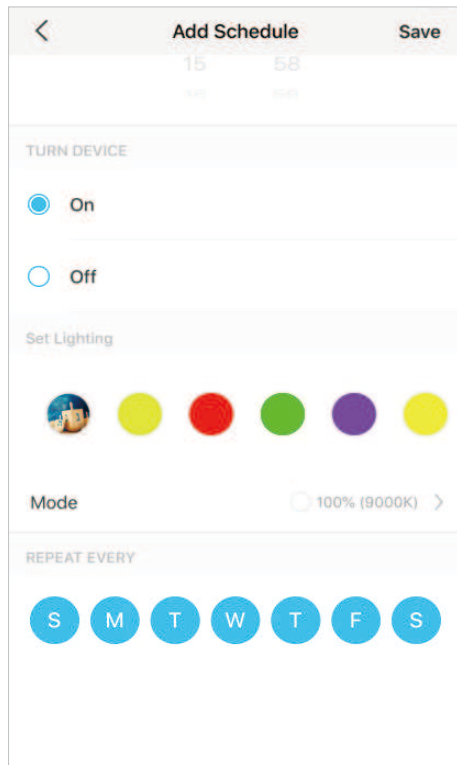 Add Schedule Save
15 58
TURN DEVICE
On
Off
Set Lighting
Mode 100% (9000K)
REPEAT EVERY
S M T W T F S